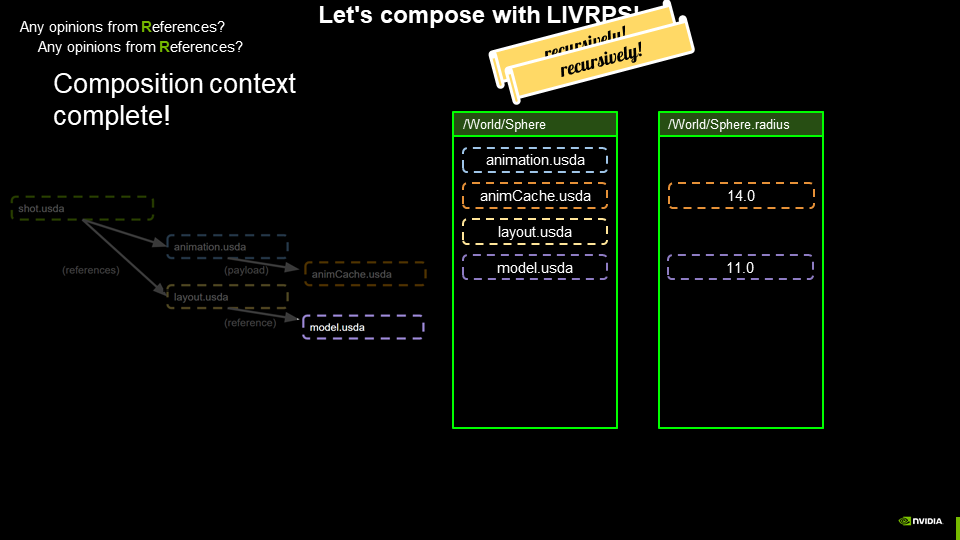 Let's compose with LIVRPS!
Any opinions from References?
Any opinions from References?
recursively!
recursively!
Composition context
complete!
/World/Sphere
animation.usda
animCache.usda
layout.usda
model.usda
/World/Sphere.radius
14.0
11.0
shot.usda
animation.usda
(references)
(payload)
animCache.usda
layout.usda
(reference)
model.usda
NVIDIA